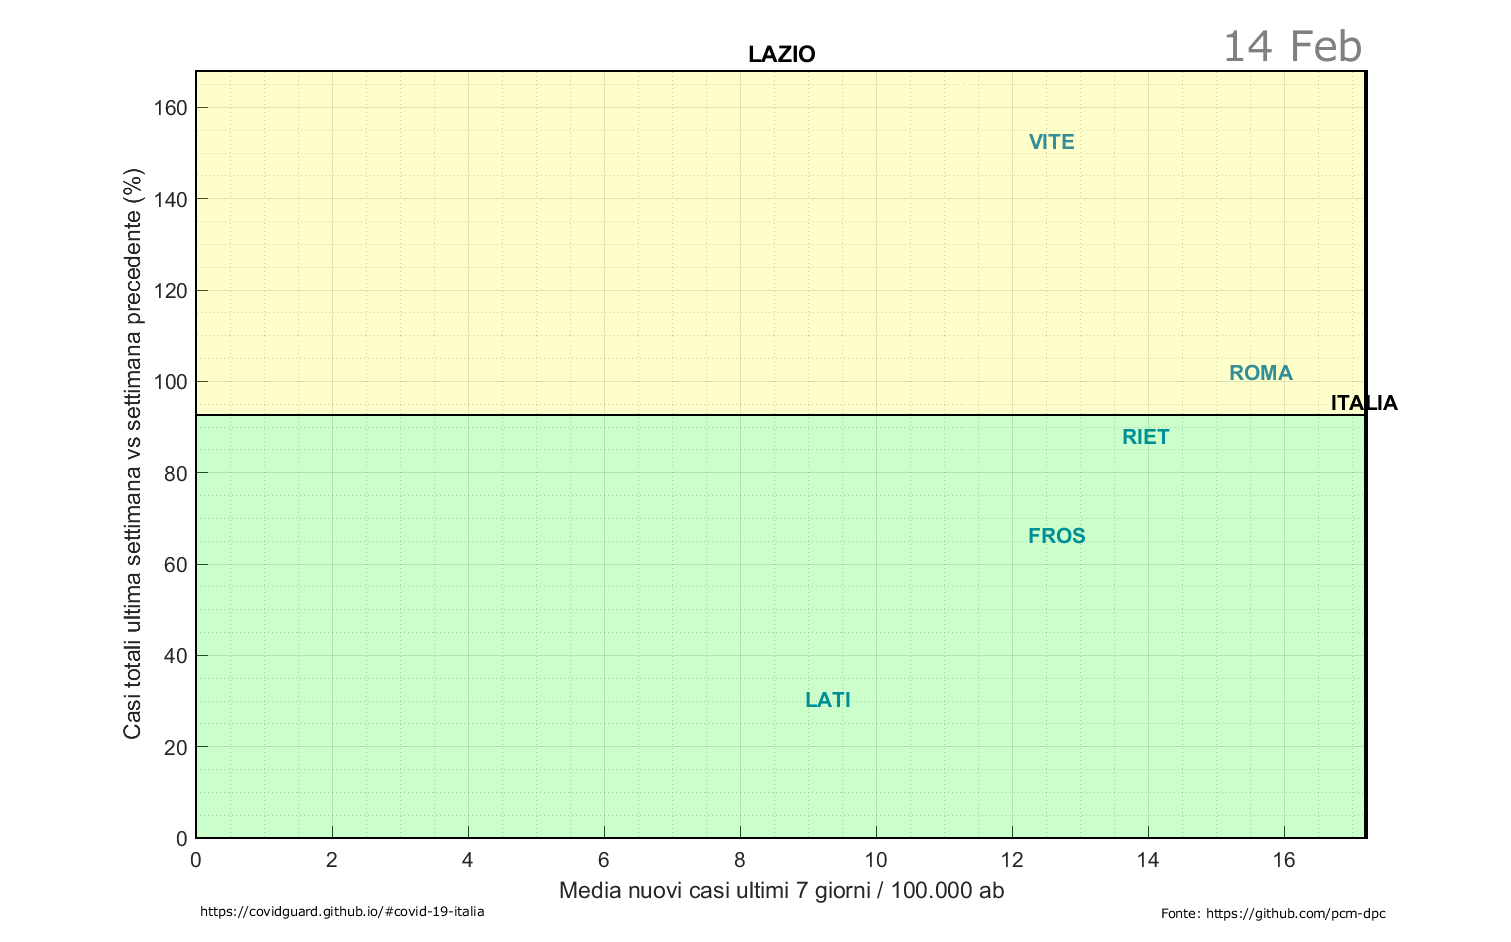 14 Feb
LAZIO
160
140
120
100
80
60
40
20
0
Casi totali ultima settimana vs settimana precedente (%)
VITE
ROMA
ITALIA
RIET
FROS
LATI
0 2 4 6 8 10 12 14 16
Media nuovi casi ultimi 7 giorni / 100.000 ab
https://covidguard.github.io/#covid-19-italia
Fonte: https://github.com/pcm-dpc